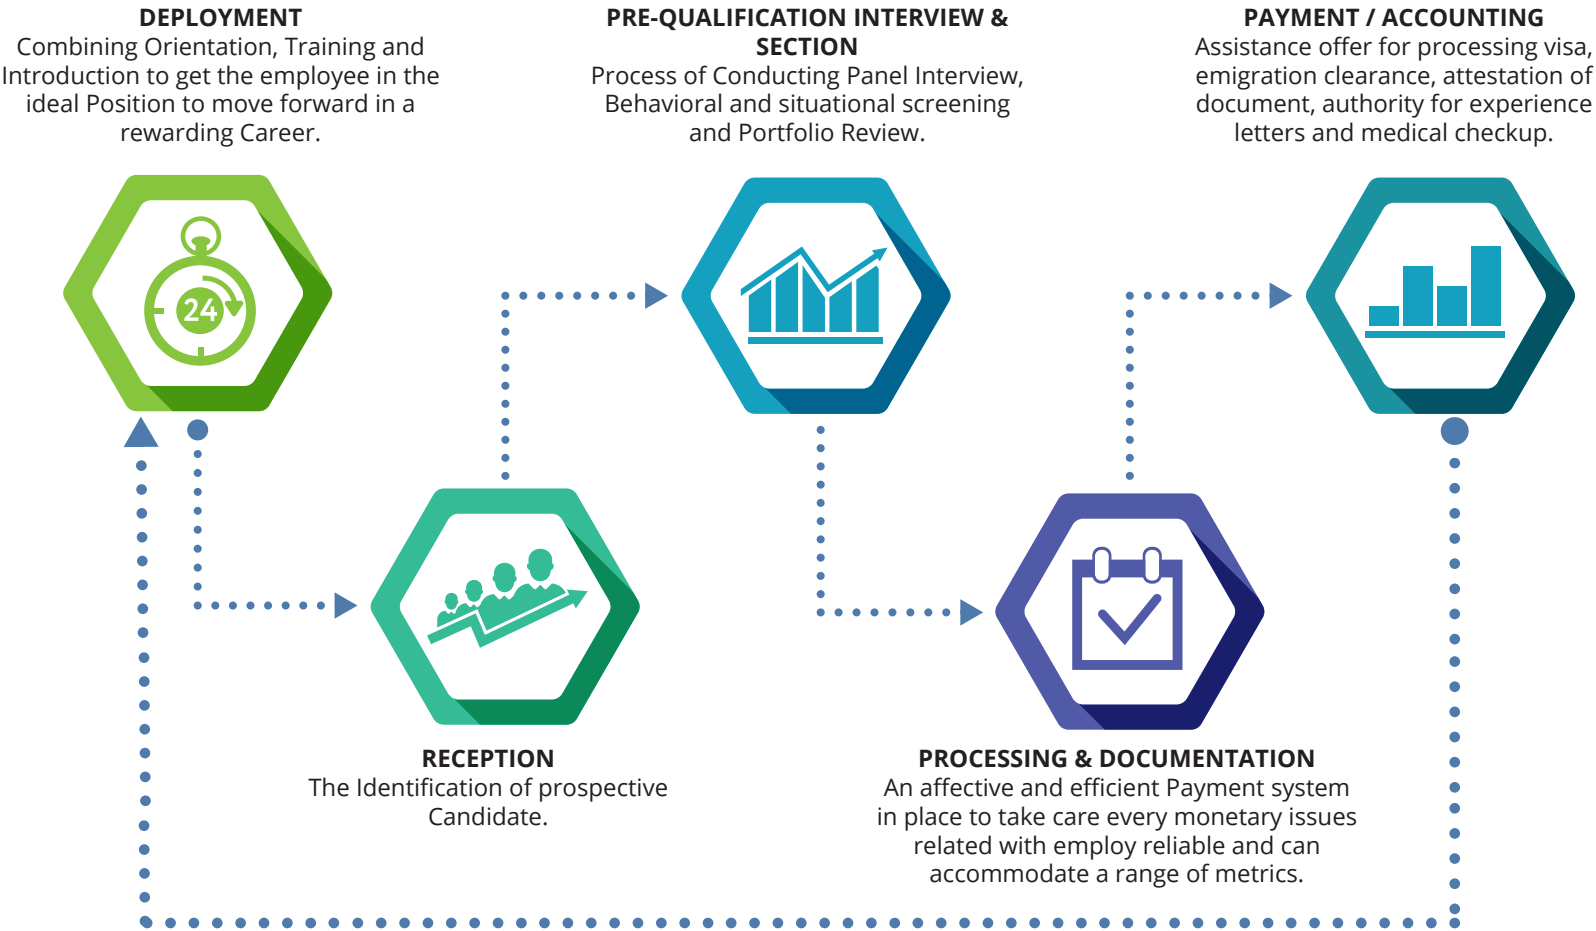 DEPLOYMENT
Combining Orientation, Training and
Introduction to get the employee in the
ideal Position to move forward in a
rewarding Career.
24
PRE-QUALIFICATION INTERVIEW &
SECTION
Process of Conducting Panel Interview,
Behavioral and situational screening
and Portfolio Review.
PAYMENT / ACCOUNTING
Assistance offer for processing visa,
emigration clearance, attestation of
document, authority for experience
letters and medical checkup.
RECEPTION
The Identification of prospective
Candidate.
PROCESSING & DOCUMENTATION
An affective and efficient Payment system
in place to take care every monetary issues
related with employ reliable and can
accommodate a range of metrics.